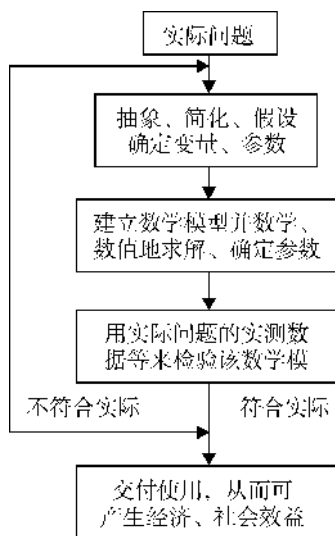 实际问题
抽象、简化、假设
确定变量、参数
建立数学模型并数学、
数值地求解、确定参数
用实际问题的实测数
据等来检验该数学模
不符合实际
符合实际
交付使用，从而可
产生经济、社会效益